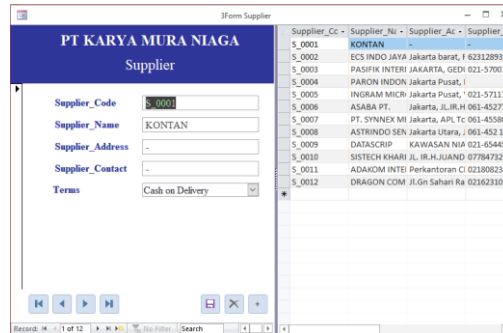 3Form Supplier
PT KARYA MURA NIAGA
Supplier
Supplier_Code S_0001
Supplier_Name KONTAN
Supplier_Address -
Supplier_Contact -
Terms Cash on Delivery
Record: 1 of 12 No Filter Search
Supplier_Co Supplier_Na Supplier_Ad Supplier_
S_0001 KONTAN - -
S_0002 ECS INDO JAYA Jakarta barat, 62312893
S_0003 PASIFIK INTERI JAKARTA, GEDI 021-5700
S_0004 PARON INDON Jakarta Pusat,
S_0005 INGRAM MICR Jakarta Pusat, 021-5711
S_0006 ASABA PT. Jakarta, JL.IR.H 061-4527
S_0007 PT. SYNNEX MI Jakarta, APL To 061-4558
S_0008 ASTRINDO SEN Jakarta Utara, 061-452 1
S_0009 DATASCRIP KAWASAN NIA 021-6544
S_0010 SISTECH KHARI JL. IR.H.JUAND 07784732
S_0011 ADAKOM INTEI Perkantoran CI 02180823
S_0012 DRAGON COM Jl.Gn Sahari Ra 02162310